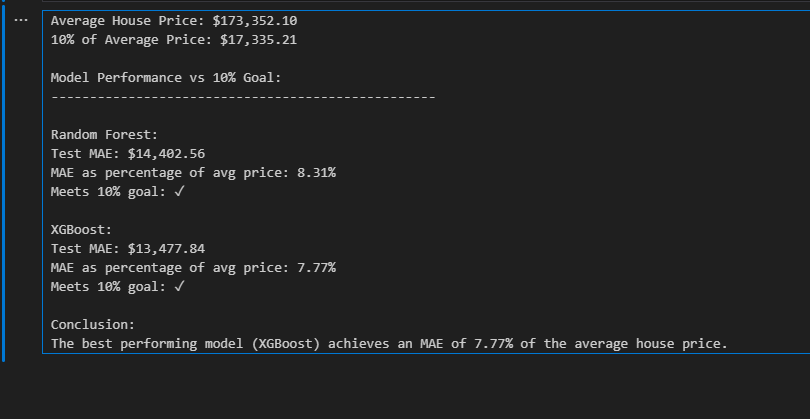 ...
Average House Price: $173,352.10
10% of Average Price: $17,335.21
Model Performance vs 10% Goal:
--------------------------------------------------
Random Forest:
Test MAE: $14,402.56
MAE as percentage of avg price: 8.31%
Meets 10% goal: ✓
XGBoost:
Test MAE: $13,477.84
MAE as percentage of avg price: 7.77%
Meets 10% goal: ✓
Conclusion:
The best performing model (XGBoost) achieves an MAE of 7.77% of the average house price.